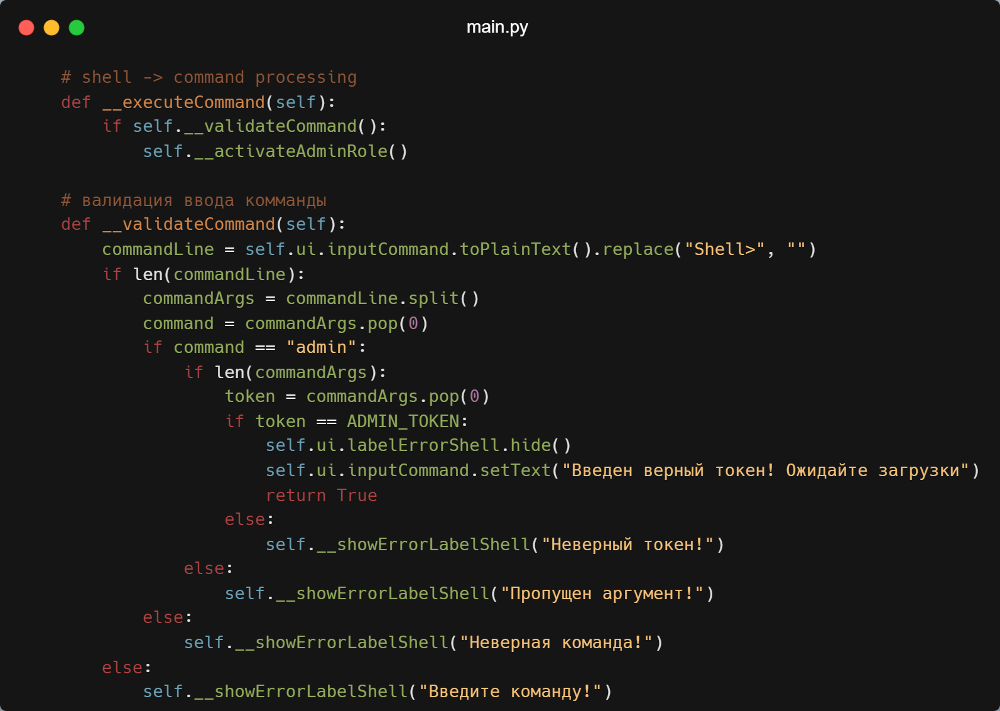 main.py
# shell -> command processing
def __executeCommand(self):
if self.__validateCommand():
self.__activateAdminRole()
# валидация ввода комманды
def __validateCommand(self):
commandLine = self.ui.inputCommand.toPlainText().replace("Shell>", "")
if len(commandLine):
commandArgs = commandLine.split()
command = commandArgs.pop(0)
if command == "admin":
if len(commandArgs):
token = commandArgs.pop(0)
if token == ADMIN_TOKEN:
self.ui.labelErrorShell.hide()
self.ui.inputCommand.setText("Введен верный токен! Ожидайте загрузки")
return True
else:
self.__showErrorLabelShell("Неверный токен!")
else:
self.__showErrorLabelShell("Пропущен аргумент!")
else:
self.__showErrorLabelShell("Неверная команда!")
else:
self.__showErrorLabelShell("Введите команду!")